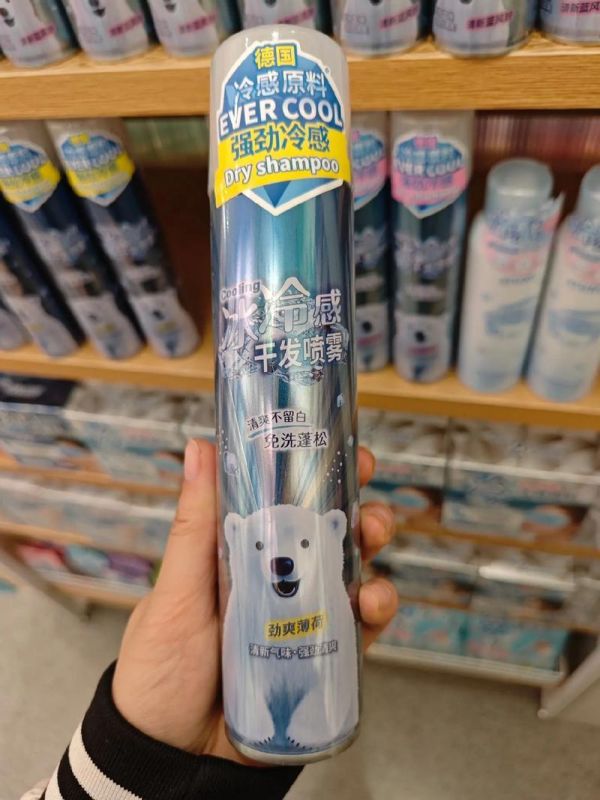 德国
冷感原料
EVER COOL
强劲冷感
Dry shampoo
Cooling
冰冷感
干发喷雾
清爽不留白
免洗蓬松
劲爽薄荷
清新气味·强劲清爽